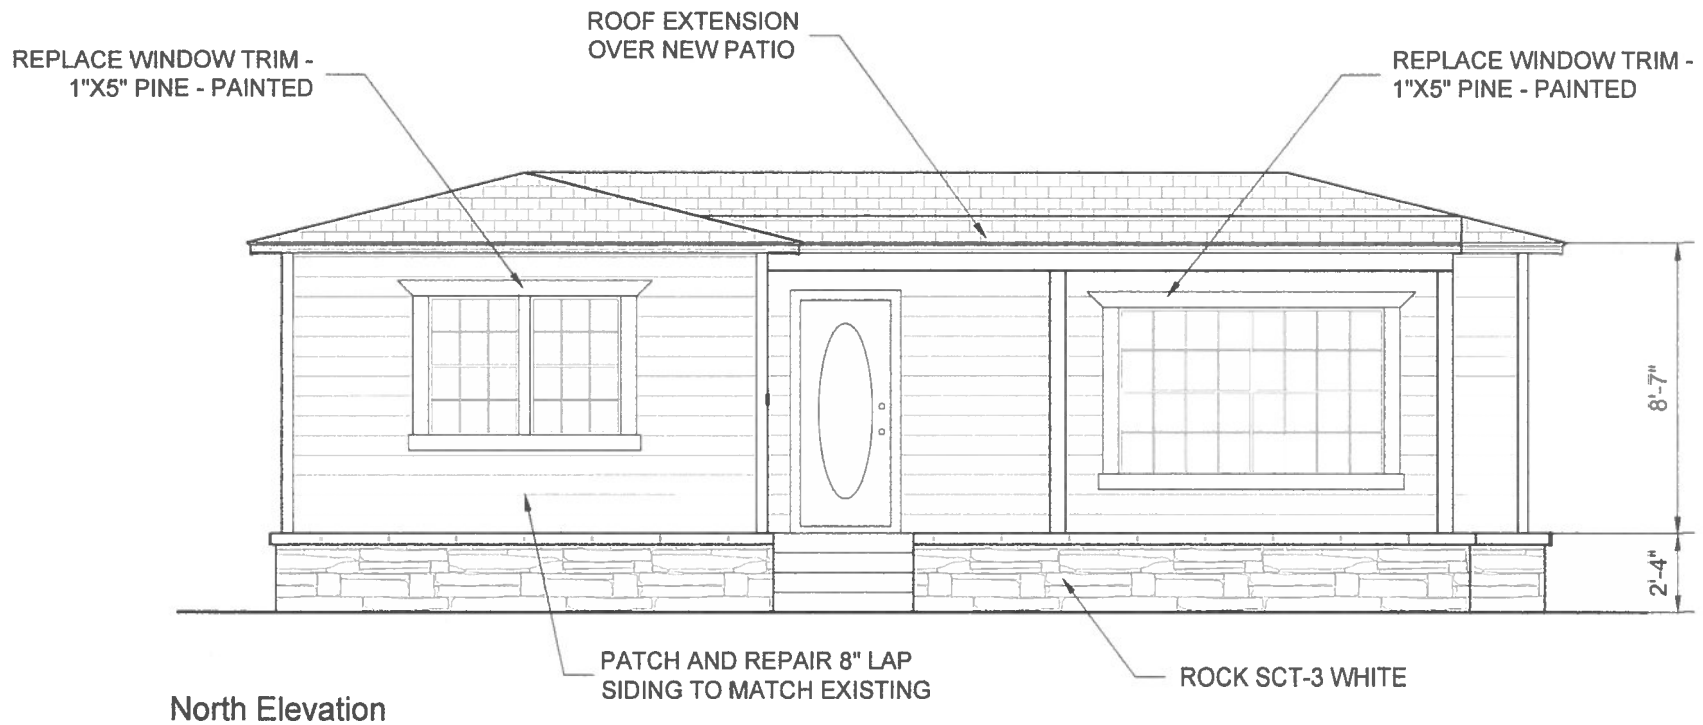 ROOF EXTENSION
OVER NEW PATIO
REPLACE WINDOW TRIM -
1"X5" PINE - PAINTED
REPLACE WINDOW TRIM -
1"X5" PINE - PAINTED
8'-7"
2'-4"
PATCH AND REPAIR 8" LAP
SIDING TO MATCH EXISTING
ROCK SCT-3 WHITE
North Elevation